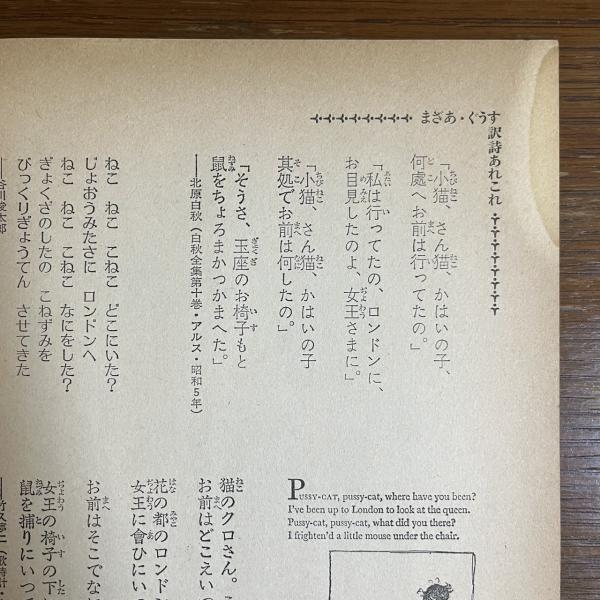 まざあ・ぐうす
訳詩あれこれ
「小猫、さん猫、かはいの子、
何處へお前は行ってたの。」
「私は行ってたの、ロンドンに、
お目見したのよ、女王さまに。」
「小猫、さん猫、かはいの子
其処でお前は何したの。」
「そうさ、玉座のお椅子もと
鼠をちょろまかつかまへた。」
──北原白秋（白秋全集第十巻・アルス・昭和5年）
ねこ ねこ こねこ どこにいた?
じょおうみたさに ロンドンへ
ねこ ねこ こねこ なにをした?
ぎょくざのしたの こねずみを
びっくりぎょうてん させてきた
──谷川俊太郎
PUSSY-CAT, pussy-cat, where have you been?
I've been up to London to look at the queen.
Pussy-cat, pussy-cat, what did you there?
I frighten'd a little mouse under the chair.
猫のクロさん。
お前はどこえいの
花の都のロンド
女王に會ひにいつ
お前はそこでな
女王の椅子の下
鼠を捕りにいつ